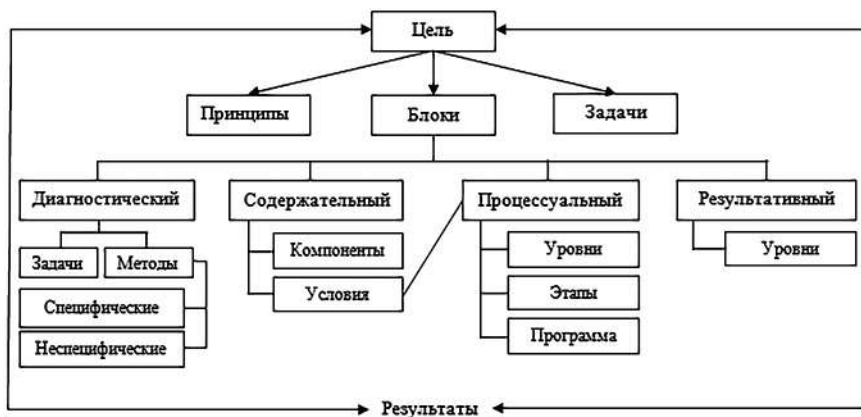 Цель
Принципы
Блоки
Задачи
Диагностический
Содержательный
Процессуальный
Результативный
Задачи
Методы
Компоненты
Уровни
Уровни
Специфические
Условия
Этапы
Неспецифические
Программа
Результаты